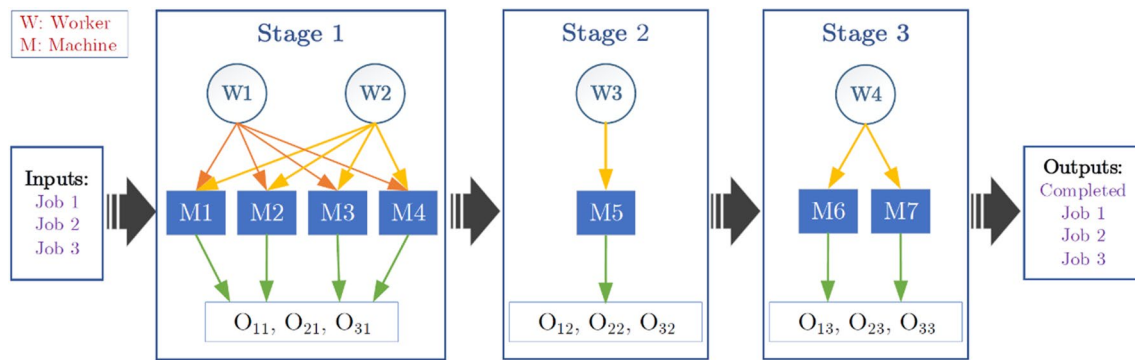 W: Worker
M: Machine
Inputs:
Job 1
Job 2
Job 3
Stage 1
W1 W2
M1 M2 M3 M4
O₁₁, O₂₁, O₃₁
Stage 2
W3
M5
O₁₂, O₂₂, O₃₂
Stage 3
W4
M6 M7
O₁₃, O₂₃, O₃₃
Outputs:
Completed
Job 1
Job 2
Job 3